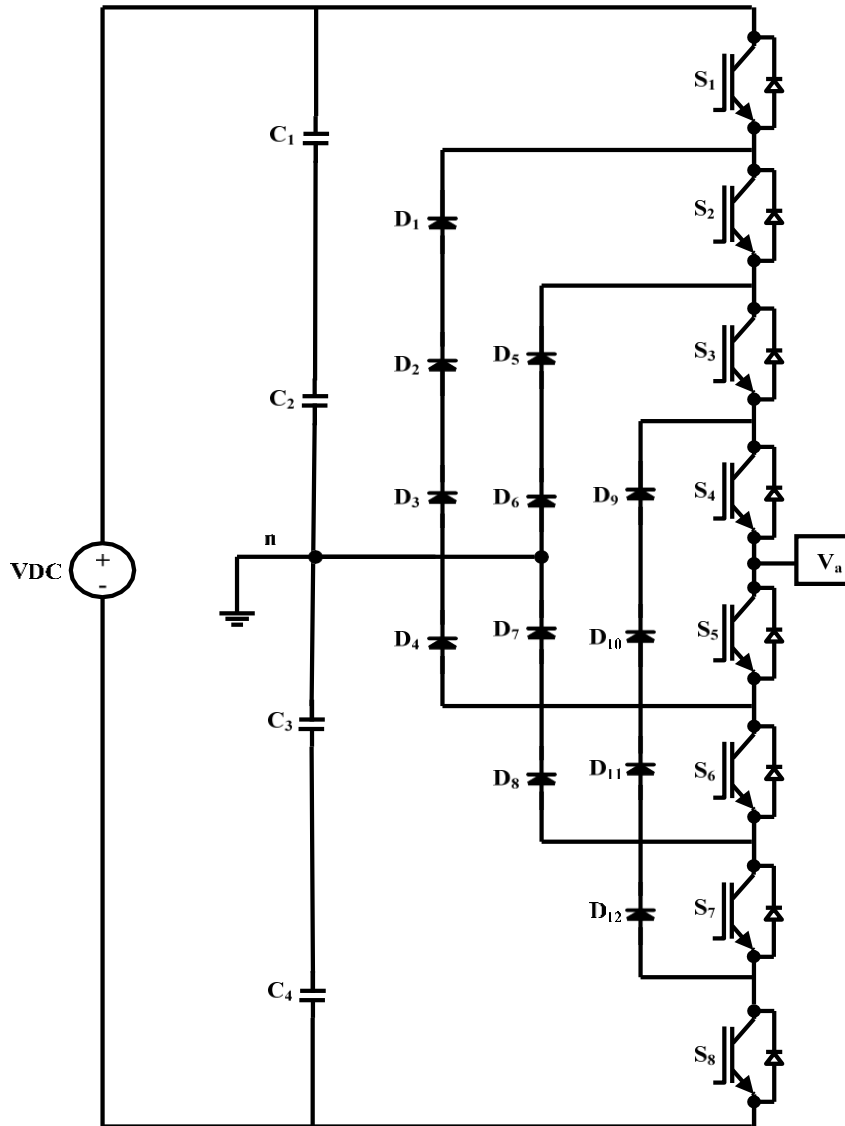 S₁
C₁
S₂
D₁
S₃
D₅
D₂
C₂
S₄
D₉
D₃
D₆
n
VDC
+
-
Vₐ
S₅
D₇
D₁₀
D₄
C₃
S₆
D₁₁
D₈
S₇
D₁₂
C₄
S₈